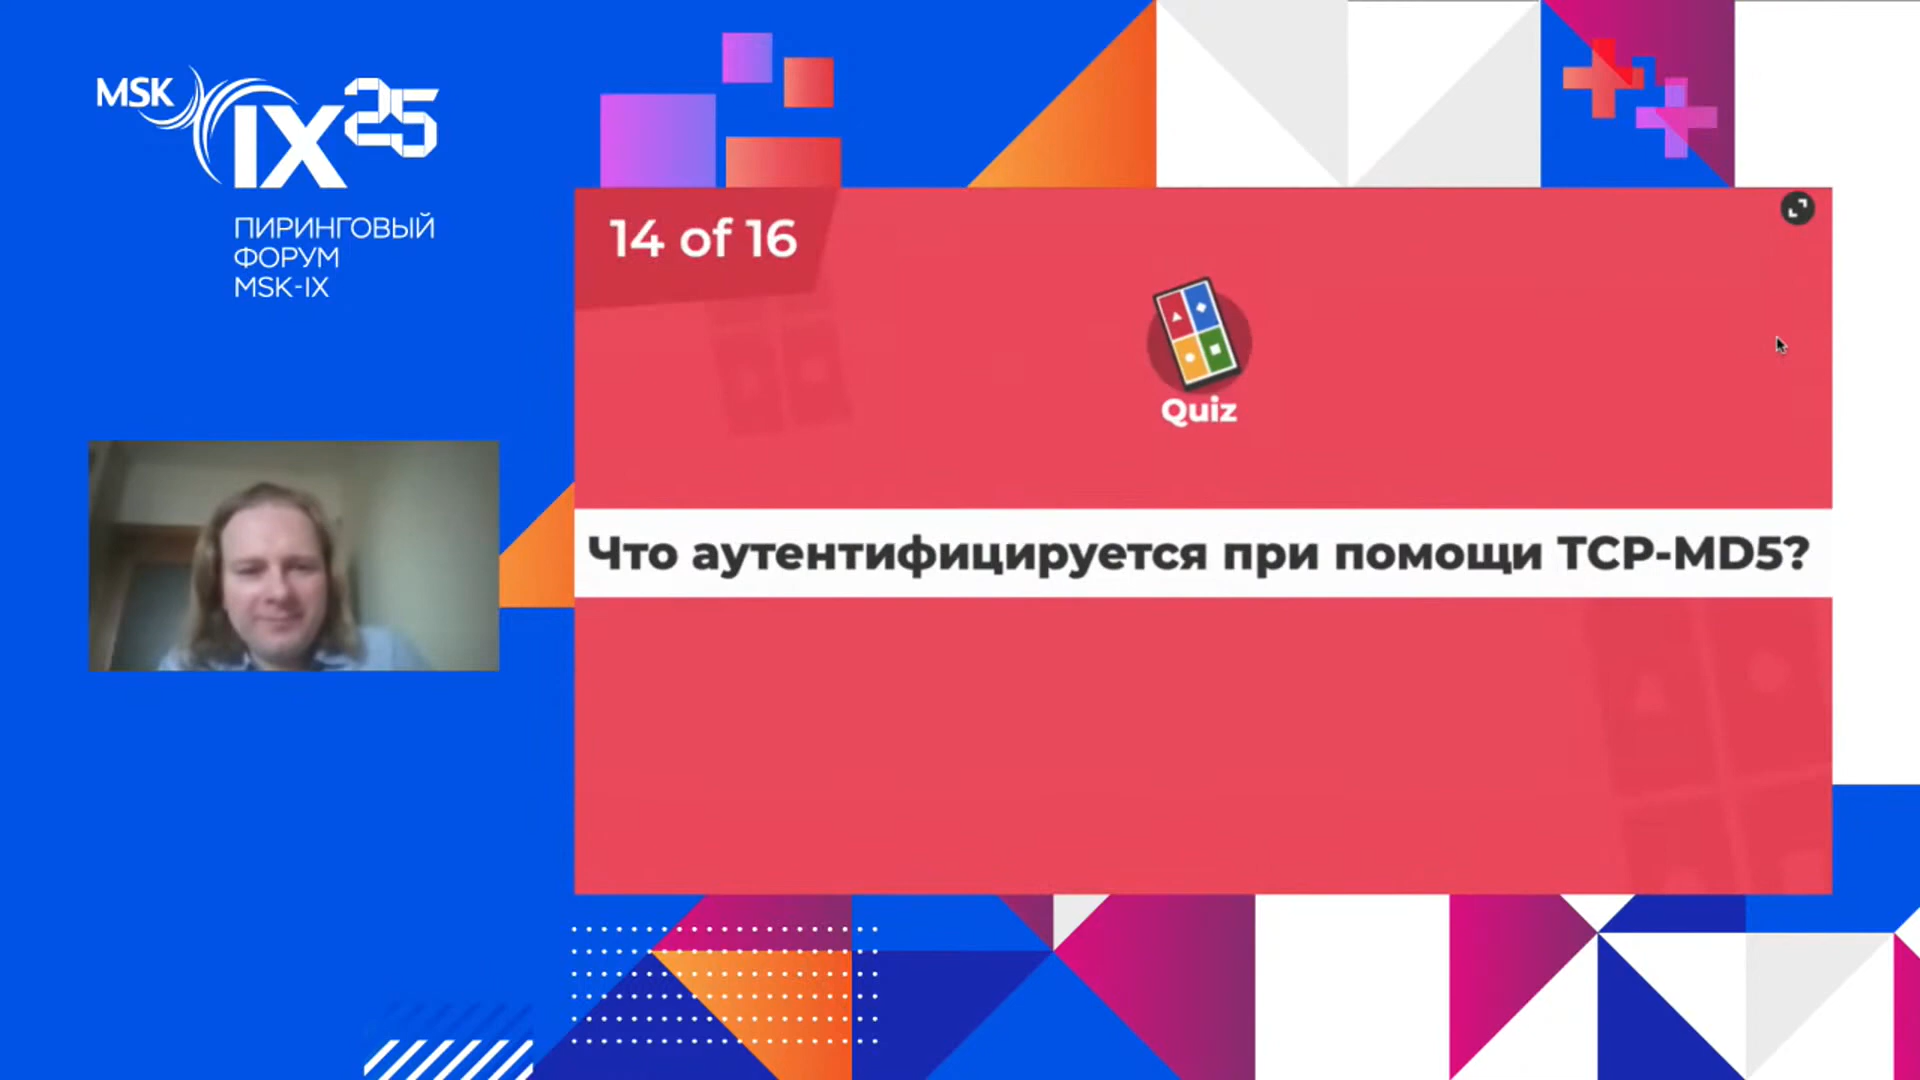 MSK
IX 25
ПИРИНГОВЫЙ
ФОРУМ
MSK-IX
14 of 16
Quiz
Что аутентифицируется при помощи TCP-MD5?